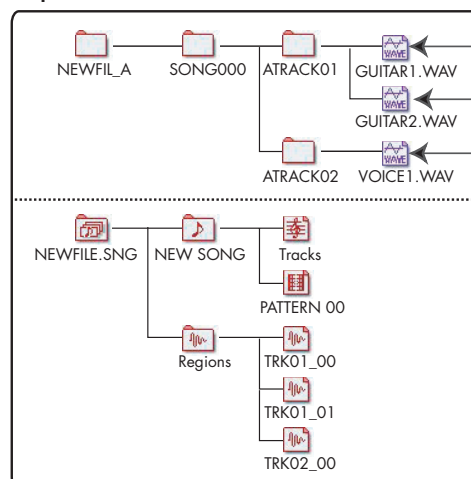 NEWFIL_A SONG000 ATRACK01 GUITAR1.WAV
GUITAR2.WAV
ATRACK02 VOICE1.WAV
NEWFILE.SNG NEW SONG Tracks
PATTERN 00
Regions TRK01_00
TRK01_01
TRK02_00